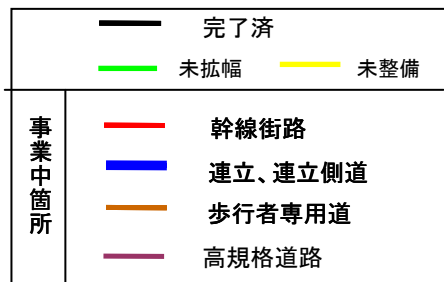 完了済
未拡幅 未整備
事業中箇所
幹線街路
連立、連立側道
歩行者専用道
高規格道路